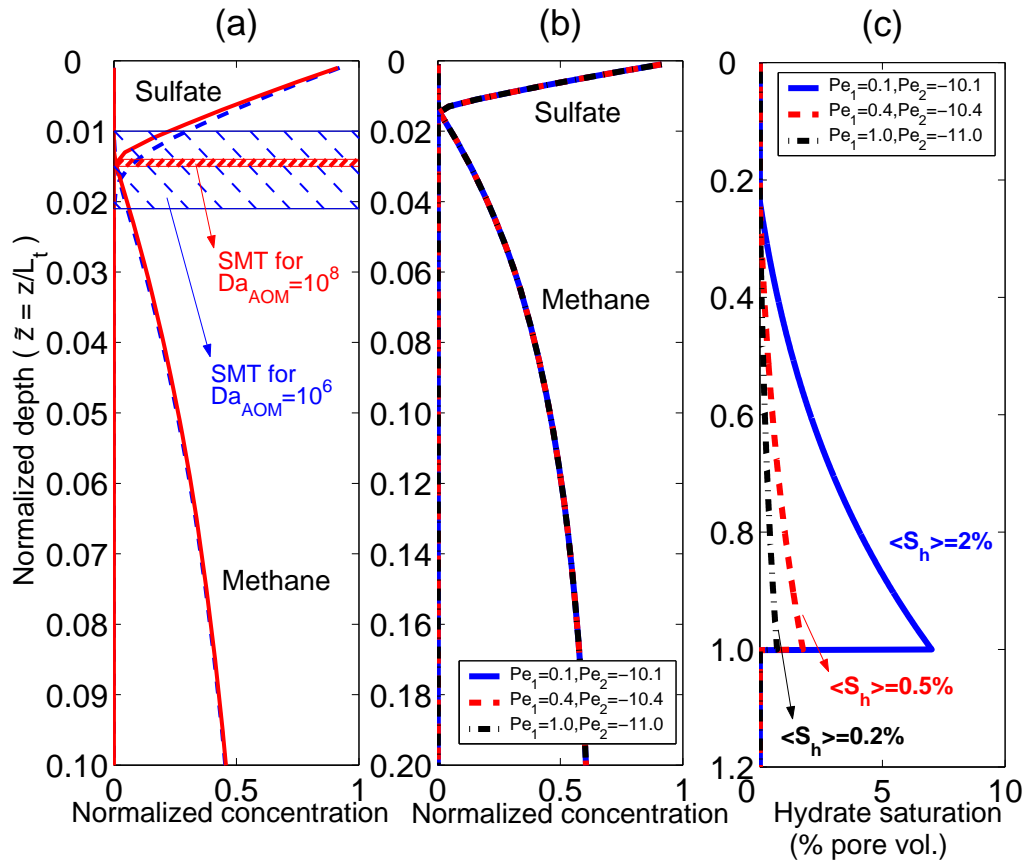 (a)
Normalized depth ( z̃ = z/L_t)
0
0.01
0.02
0.03
0.04
0.05
0.06
0.07
0.08
0.09
0.10
Sulfate
SMT for
Da_AOM=10^8
SMT for
Da_AOM=10^6
Methane
0 0.5 1
Normalized concentration
(b)
0
0.02
0.04
0.06
0.08
0.10
0.12
0.14
0.16
0.18
0.20
Sulfate
Methane
Pe_1=0.1,Pe_2=−10.1
Pe_1=0.4,Pe_2=−10.4
Pe_1=1.0,Pe_2=−11.0
0 0.5 1
Normalized concentration
(c)
0
0.2
0.4
0.6
0.8
1.0
1.2
Pe_1=0.1,Pe_2=−10.1
Pe_1=0.4,Pe_2=−10.4
Pe_1=1.0,Pe_2=−11.0
<S_h>=2%
<S_h>=0.5%
<S_h>=0.2%
0 5 10
Hydrate saturation
(% pore vol.)